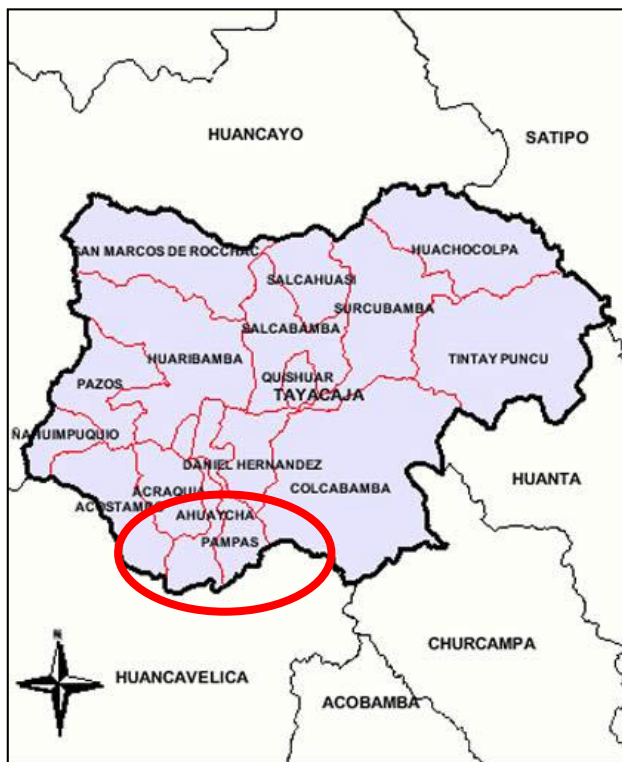 HUANCAYO
SATIPO
SAN MARCOS DE ROCCHAC
HUACHOCOLPA
SALCAHUASI
SURCUBAMBA
SALCABAMBA
HUARIBAMBA
TINTAY PUNCU
QUISHUAR
PAZOS
TAYACAJA
ÑAHUIMPUQUIO
DANIEL HERNANDEZ
HUANTA
ACRAQUIA
COLCABAMBA
ACOSTAMBO
AHUAYCHA
PAMPAS
N
CHURCAMPA
HUANCAVELICA
ACOBAMBA